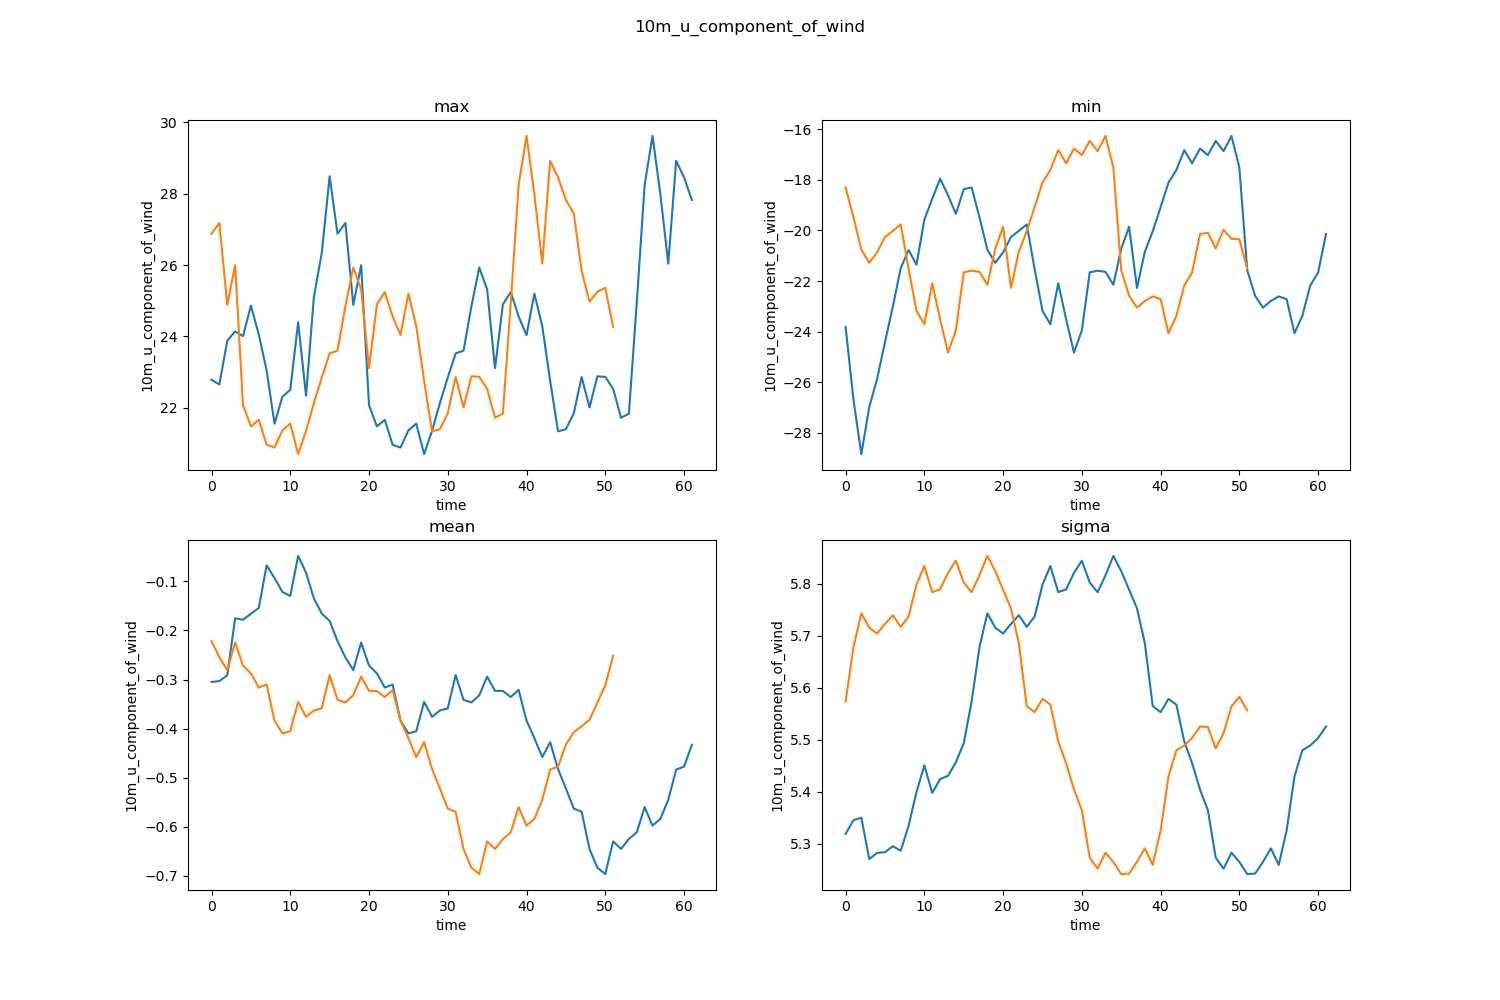 10m_u_component_of_wind
max
10m_u_component_of_wind
30
28
26
24
22
0 10 20 30 40 50 60
time
min
10m_u_component_of_wind
−16
−18
−20
−22
−24
−26
−28
0 10 20 30 40 50 60
time
mean
10m_u_component_of_wind
−0.1
−0.2
−0.3
−0.4
−0.5
−0.6
−0.7
0 10 20 30 40 50 60
time
sigma
10m_u_component_of_wind
5.8
5.7
5.6
5.5
5.4
5.3
0 10 20 30 40 50 60
time